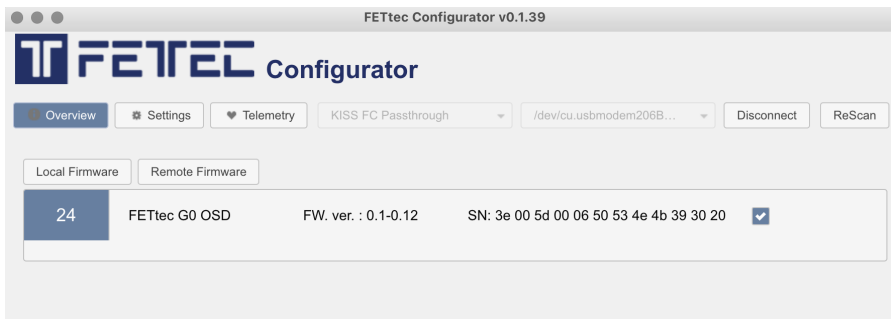 FETtec Configurator v0.1.39
FETTEC Configurator
Overview Settings Telemetry KISS FC Passthrough /dev/cu.usbmodem206B... Disconnect ReScan
Local Firmware Remote Firmware
24 FETtec G0 OSD FW. ver. : 0.1-0.12 SN: 3e 00 5d 00 06 50 53 4e 4b 39 30 20